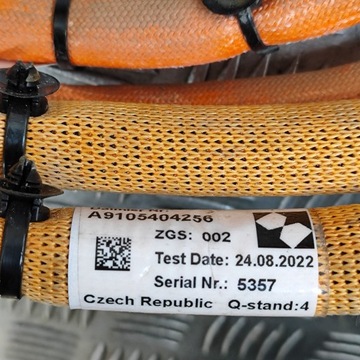 A9105404256
ZGS: 002
Test Date: 24.08.2022
Serial Nr.: 5357
Czech Republic Q-stand:4